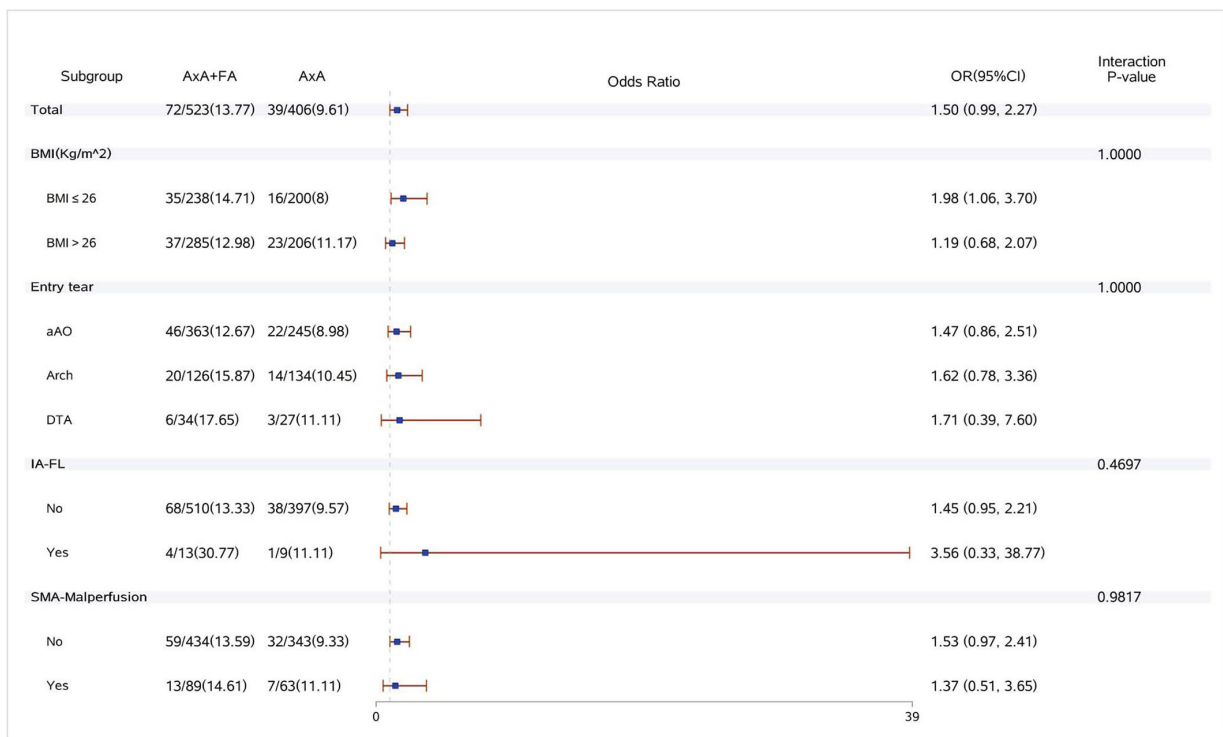 Subgroup AxA+FA AxA Odds Ratio OR(95%CI) Interaction
P-value
Total 72/523(13.77) 39/406(9.61) 1.50 (0.99, 2.27)
BMI(Kg/m^2) 1.0000
BMI ≤ 26 35/238(14.71) 16/200(8) 1.98 (1.06, 3.70)
BMI > 26 37/285(12.98) 23/206(11.17) 1.19 (0.68, 2.07)
Entry tear 1.0000
aAO 46/363(12.67) 22/245(8.98) 1.47 (0.86, 2.51)
Arch 20/126(15.87) 14/134(10.45) 1.62 (0.78, 3.36)
DTA 6/34(17.65) 3/27(11.11) 1.71 (0.39, 7.60)
IA-FL 0.4697
No 68/510(13.33) 38/397(9.57) 1.45 (0.95, 2.21)
Yes 4/13(30.77) 1/9(11.11) 3.56 (0.33, 38.77)
SMA-Malperfusion 0.9817
No 59/434(13.59) 32/343(9.33) 1.53 (0.97, 2.41)
Yes 13/89(14.61) 7/63(11.11) 1.37 (0.51, 3.65)
0 39